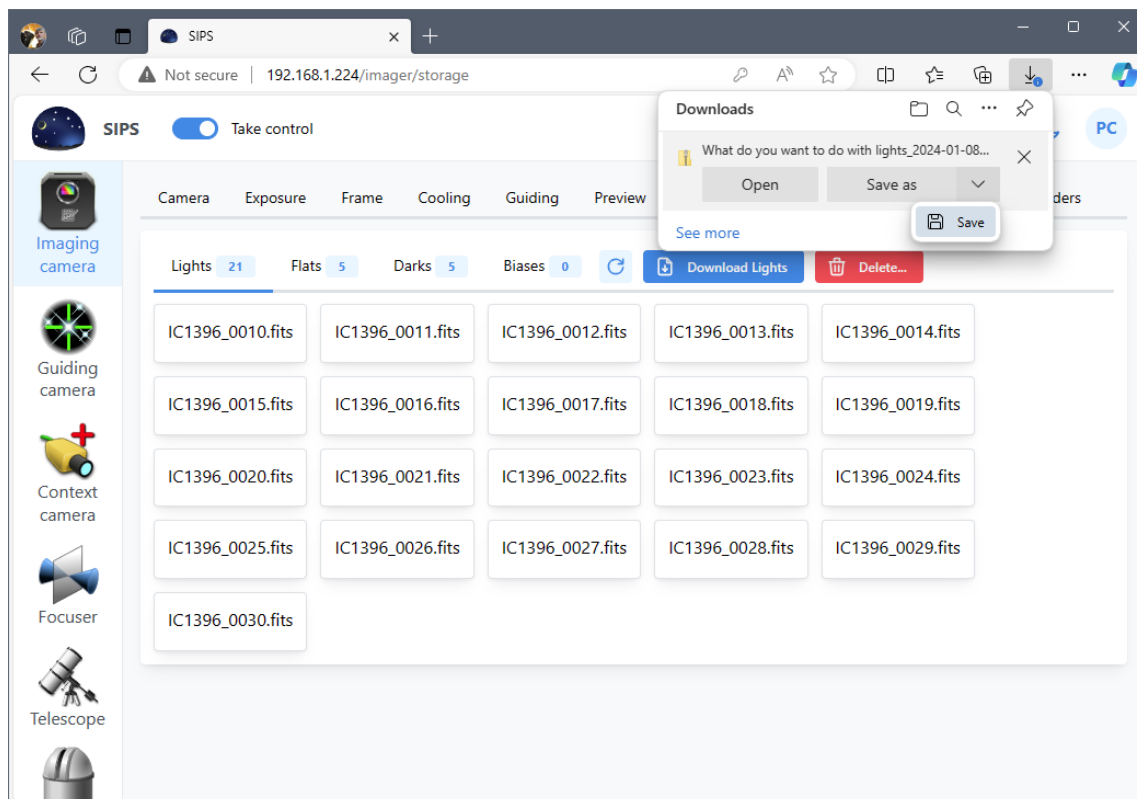 SIPS
Not secure 192.168.1.224/imager/storage
Downloads
What do you want to do with lights_2024-01-08...
Open Save as
Save
See more
SIPS Take control PC
Camera Exposure Frame Cooling Guiding Preview ders
Lights 21 Flats 5 Darks 5 Biases 0 Download Lights Delete...
Imaging
camera
Guiding
camera
Context
camera
Focuser
Telescope
IC1396_0010.fits IC1396_0011.fits IC1396_0012.fits IC1396_0013.fits IC1396_0014.fits
IC1396_0015.fits IC1396_0016.fits IC1396_0017.fits IC1396_0018.fits IC1396_0019.fits
IC1396_0020.fits IC1396_0021.fits IC1396_0022.fits IC1396_0023.fits IC1396_0024.fits
IC1396_0025.fits IC1396_0026.fits IC1396_0027.fits IC1396_0028.fits IC1396_0029.fits
IC1396_0030.fits